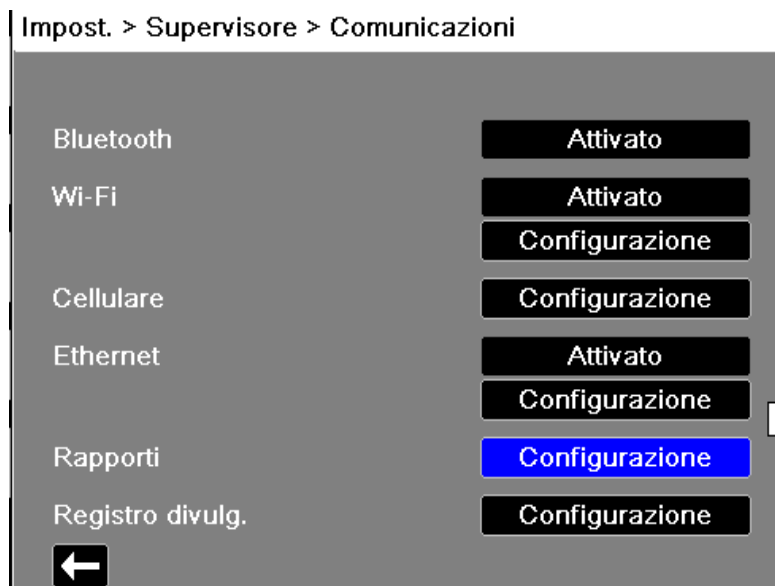 Impost. > Supervisore > Comunicazioni
Bluetooth Attivato
Wi-Fi Attivato
Configurazione
Cellulare Configurazione
Ethernet Attivato
Configurazione
Rapporti Configurazione
Registro divulg. Configurazione